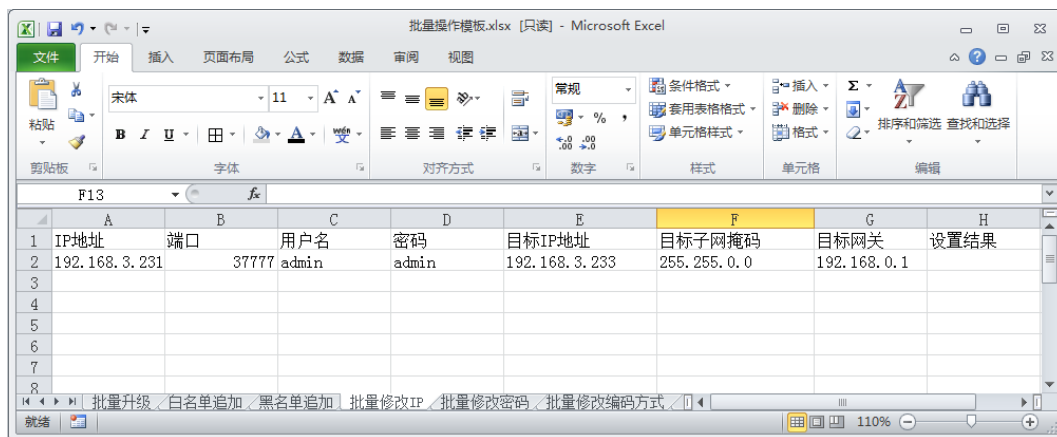 批量操作模板.xlsx [只读] - Microsoft Excel
文件 开始 插入 页面布局 公式 数据 审阅 视图
宋体 11 A A 常规 条件格式 插入 Σ
粘贴 % , 套用表格格式 删除 排序和筛选 查找和选择
B I U A wén 文 .0 .00 .00 .0 单元格样式 格式
剪贴板 字体 对齐方式 数字 样式 单元格 编辑
F13 fx
A B C D E F G H
1 IP地址 端口 用户名 密码 目标IP地址 目标子网掩码 目标网关 设置结果
2 192.168.3.231 37777 admin admin 192.168.3.233 255.255.0.0 192.168.0.1
3
4
5
6
7
8
批量升级 白名单追加 黑名单追加 批量修改IP 批量修改密码 批量修改编码方式
就绪 110%